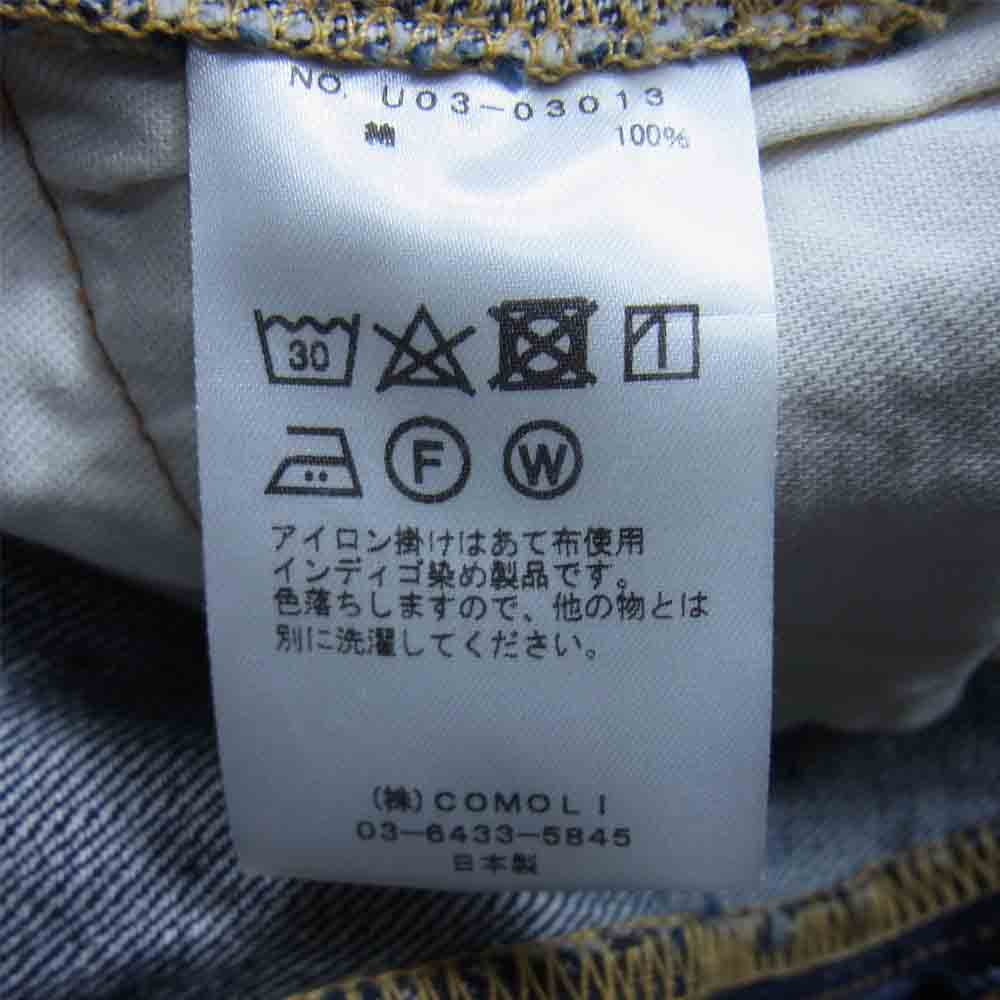 NO. U03-03013
綿 100%
30
F W
アイロン掛けはあて布使用
インディゴ染め製品です。
色落ちしますので、他の物とは
別に洗濯してください。
(株)COMOLI
03-6433-5845
日本製